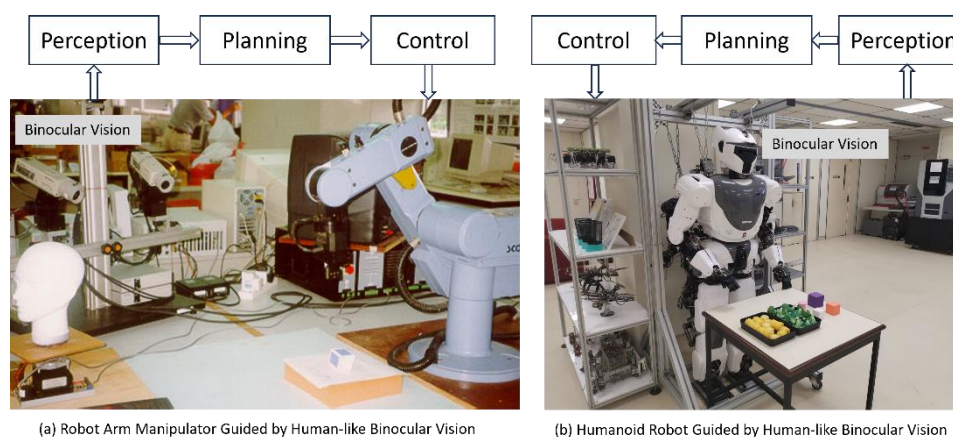 Perception
Planning
Control
Control
Planning
Perception
Binocular Vision
Binocular Vision
(a) Robot Arm Manipulator Guided by Human-like Binocular Vision
(b) Humanoid Robot Guided by Human-like Binocular Vision